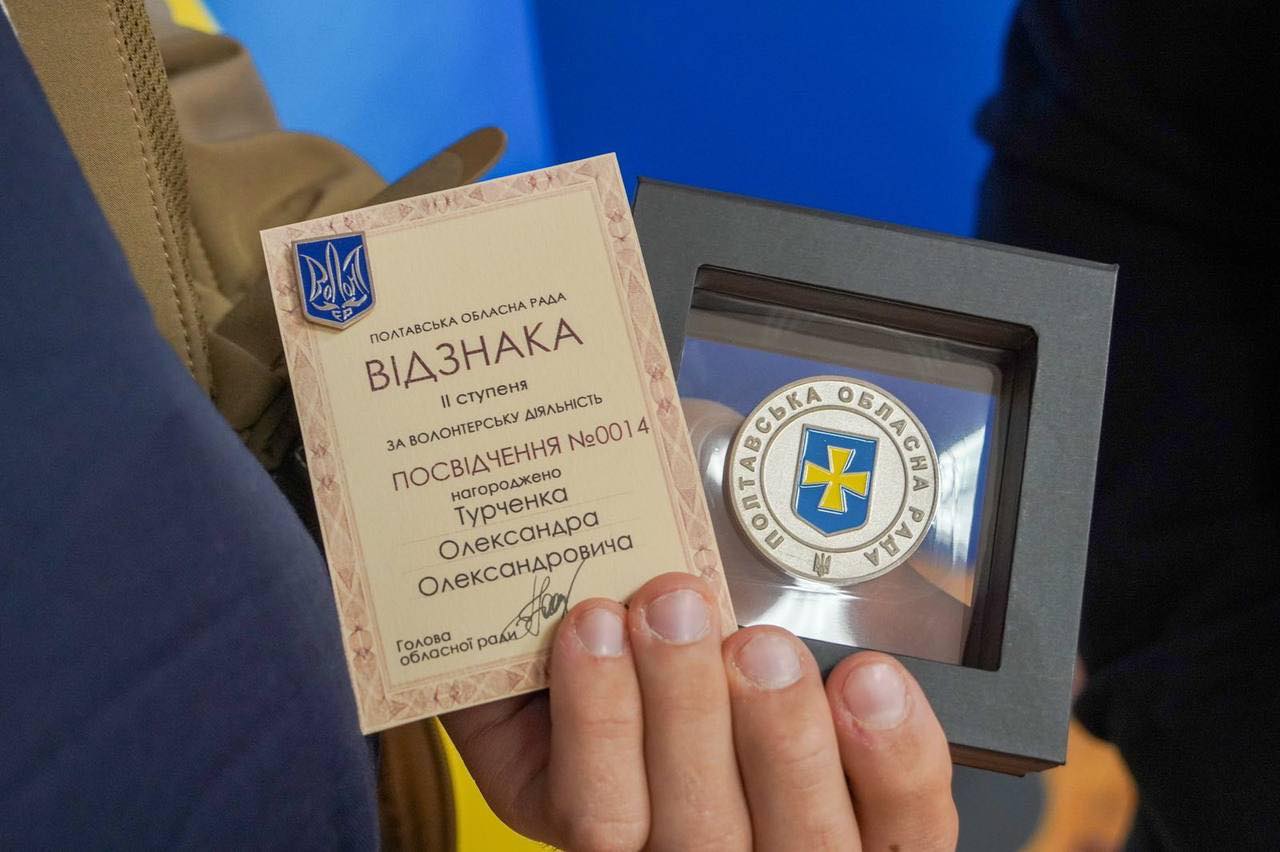 ПОЛТАВСЬКА ОБЛАСНА РАДА
ВІДЗНАКА
ІІ ступеня
ЗА ВОЛОНТЕРСЬКУ ДІЯЛЬНІСТЬ
ПОСВІДЧЕННЯ №0014
нагороджено
Турченка
Олександра
Олександровича
Голова
обласної ради
ПОЛТАВСЬКА ОБЛАСНА РАДА